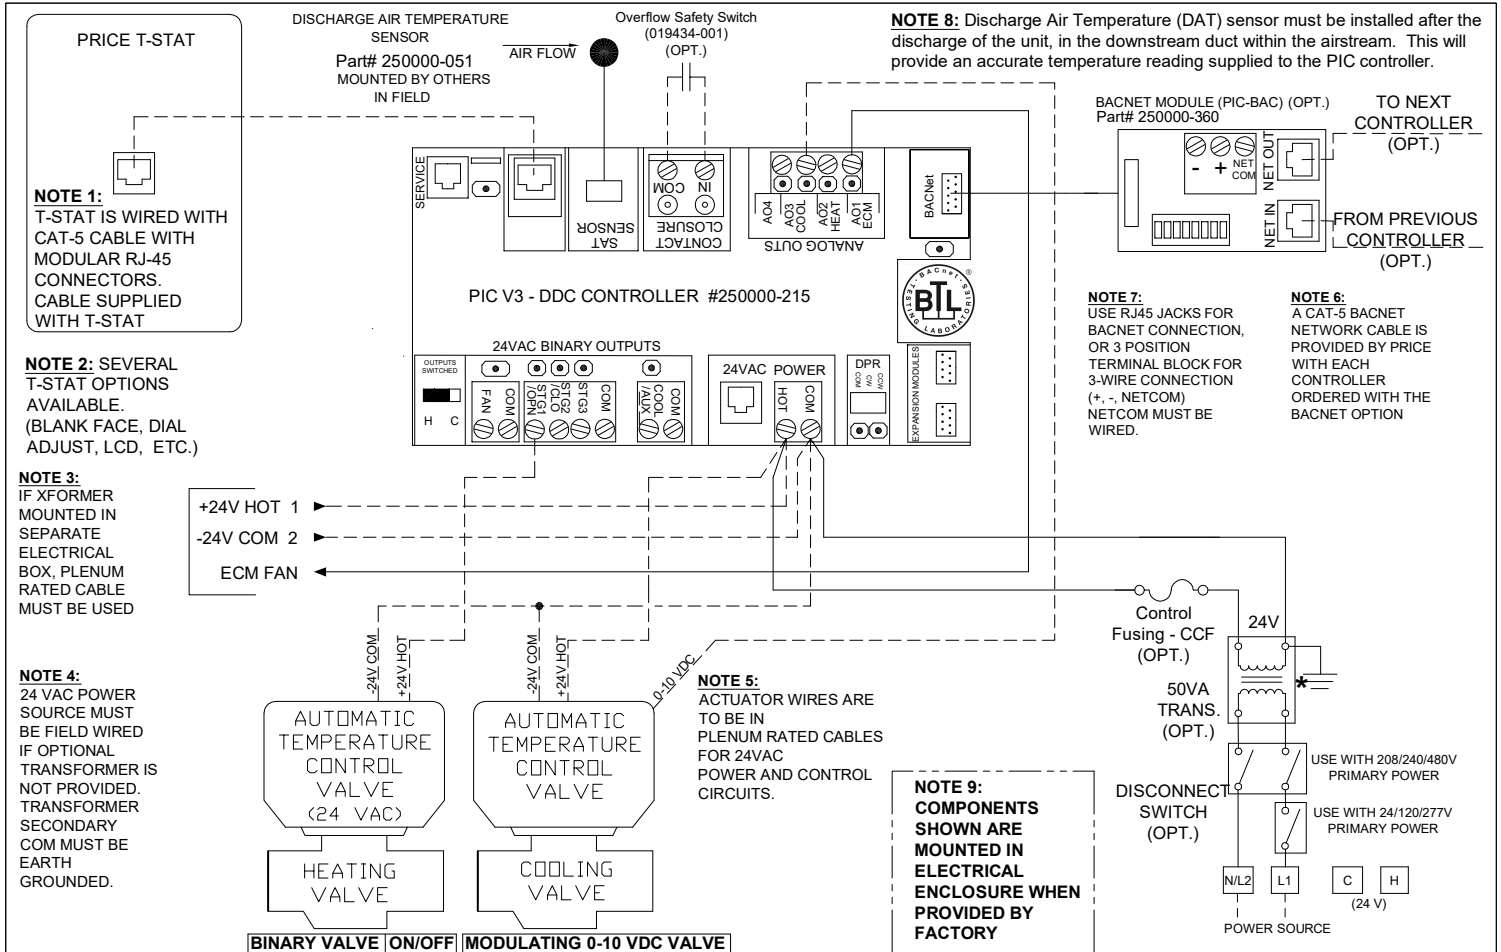 PRICE T-STAT
NOTE 1:
T-STAT IS WIRED WITH
CAT-5 CABLE WITH
MODULAR RJ-45
CONNECTORS.
CABLE SUPPLIED
WITH T-STAT
NOTE 2: SEVERAL
T-STAT OPTIONS
AVAILABLE.
(BLANK FACE, DIAL
ADJUST, LCD, ETC.)
NOTE 3:
IF XFORMER
MOUNTED IN
SEPARATE
ELECTRICAL
BOX, PLENUM
RATED CABLE
MUST BE USED
NOTE 4:
24 VAC POWER
SOURCE MUST
BE FIELD WIRED
IF OPTIONAL
TRANSFORMER IS
NOT PROVIDED.
TRANSFORMER
SECONDARY
COM MUST BE
EARTH
GROUNDED.
DISCHARGE AIR TEMPERATURE
SENSOR
Part# 250000-051
MOUNTED BY OTHERS
IN FIELD
AIR FLOW
Overflow Safety Switch
(019434-001)
(OPT.)
NOTE 8: Discharge Air Temperature (DAT) sensor must be installed after the
discharge of the unit, in the downstream duct within the airstream. This will
provide an accurate temperature reading supplied to the PIC controller.
BACNET MODULE (PIC-BAC) (OPT.)
Part# 250000-360
- + NET
COM
NET OUT
NET IN
TO NEXT
CONTROLLER
(OPT.)
FROM PREVIOUS
CONTROLLER
(OPT.)
SERVICE
SAT
SENSOR
COM
IN
CONTACT
CLOSURE
AO4
AO3
COOL
AO2
HEAT
AO1
ECM
ANALOG OUTS
BACNet
PIC V3 - DDC CONTROLLER #250000-215
BACnet ®
BTL
TESTING LABORATORIES
24VAC BINARY OUTPUTS
OUTPUTS
SWITCHED
H C
FAN
COM
STG1
/OPN
STG2
/CLO
STG3
COM
COOL
/AUX
COM
24VAC POWER
HOT
COM
DPR
COM
CW
CCW
EXPANSION MODULES
NOTE 7:
USE RJ45 JACKS FOR
BACNET CONNECTION,
OR 3 POSITION
TERMINAL BLOCK FOR
3-WIRE CONNECTION
(+, -, NETCOM)
NETCOM MUST BE
WIRED.
NOTE 6:
A CAT-5 BACNET
NETWORK CABLE IS
PROVIDED BY PRICE
WITH EACH
CONTROLLER
ORDERED WITH THE
BACNET OPTION
+24V HOT 1
-24V COM 2
ECM FAN
-24V COM
+24V HOT
-24V COM
+24V HOT
0-10 VDC
AUTOMATIC
TEMPERATURE
CONTROL
VALVE
(24 VAC)
HEATING
VALVE
BINARY VALVE ON/OFF
AUTOMATIC
TEMPERATURE
CONTROL
VALVE
COOLING
VALVE
MODULATING 0-10 VDC VALVE
NOTE 5:
ACTUATOR WIRES ARE
TO BE IN
PLENUM RATED CABLES
FOR 24VAC
POWER AND CONTROL
CIRCUITS.
NOTE 9:
COMPONENTS
SHOWN ARE
MOUNTED IN
ELECTRICAL
ENCLOSURE WHEN
PROVIDED BY
FACTORY
Control
Fusing - CCF
(OPT.)
24V
50VA
TRANS.
(OPT.)
*
DISCONNECT
SWITCH
(OPT.)
USE WITH 208/240/480V
PRIMARY POWER
USE WITH 24/120/277V
PRIMARY POWER
N/L2 L1 C H
(24 V)
POWER SOURCE